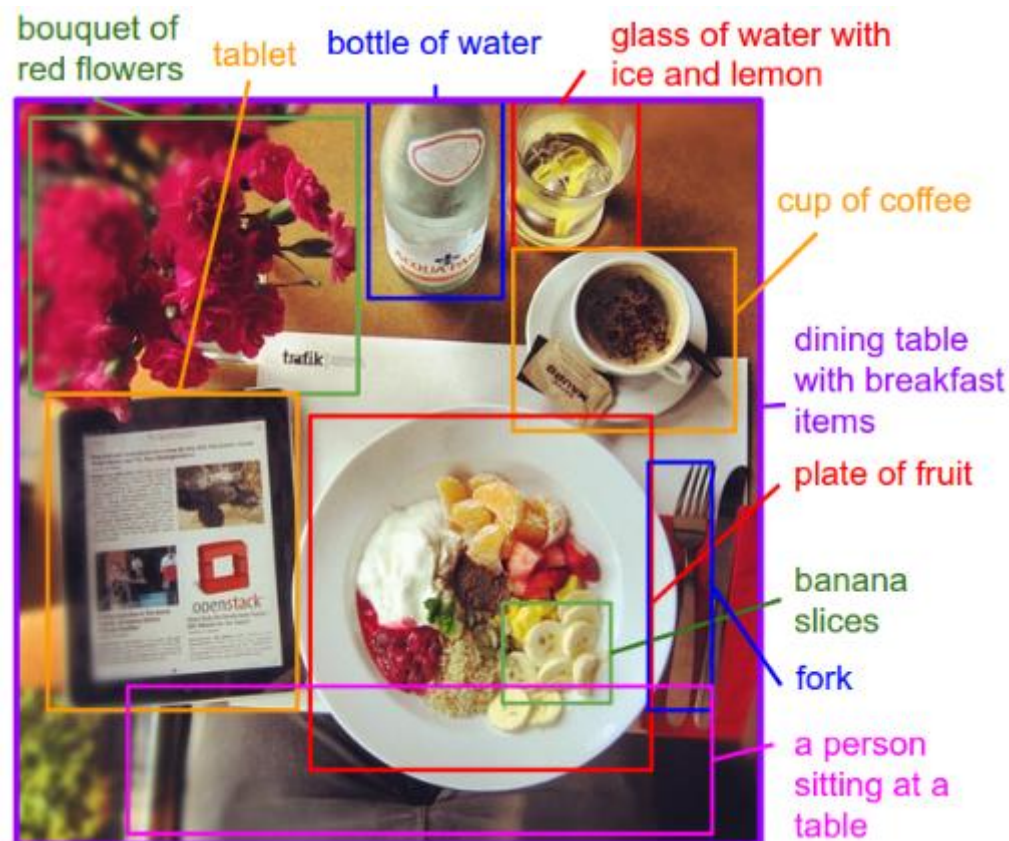 bouquet of
red flowers
tablet
bottle of water
glass of water with
ice and lemon
cup of coffee
dining table
with breakfast
items
plate of fruit
banana
slices
fork
a person
sitting at a
table
trafik
openstack